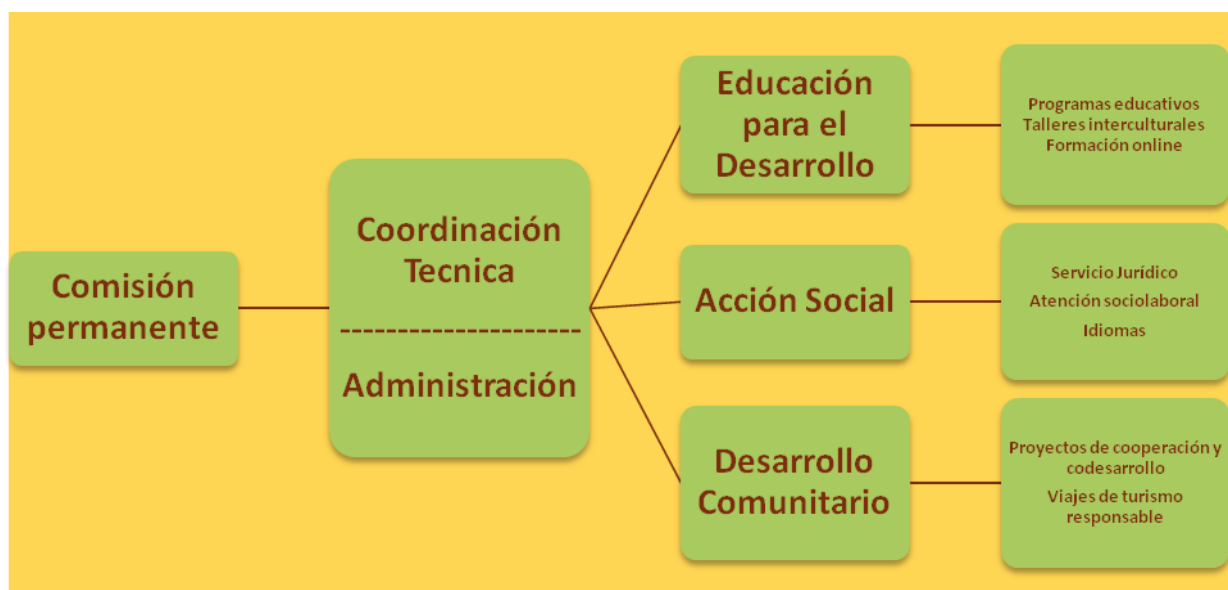 Comisión
permanente
Coordinación
Tecnica
---------------------
Administración
Educación
para el
Desarrollo
Programas educativos
Talleres interculturales
Formación online
Acción Social
Servicio Jurídico
Atención sociolaboral
Idiomas
Desarrollo
Comunitario
Proyectos de cooperación y
codesarrollo
Viajes de turismo
responsable